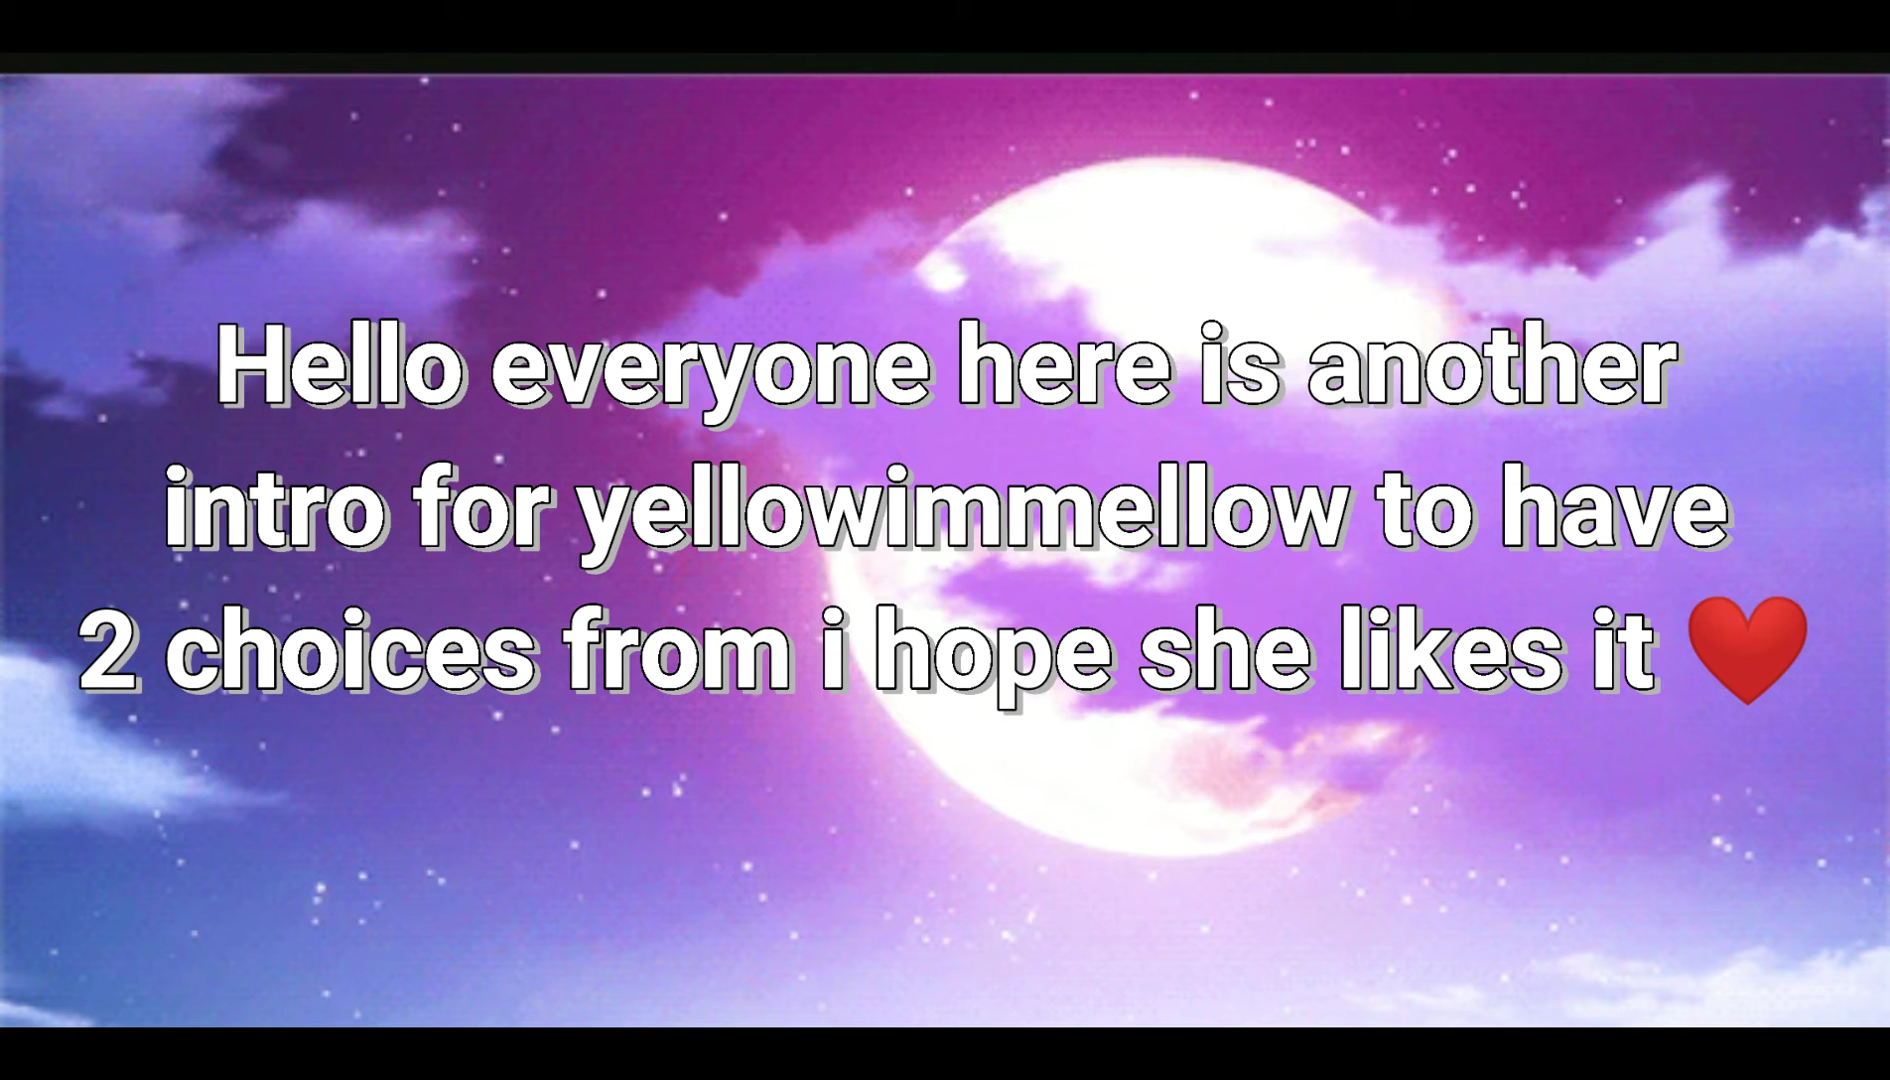 Hello everyone here is another
intro for yellowimmellow to have
2 choices from i hope she likes it ❤️